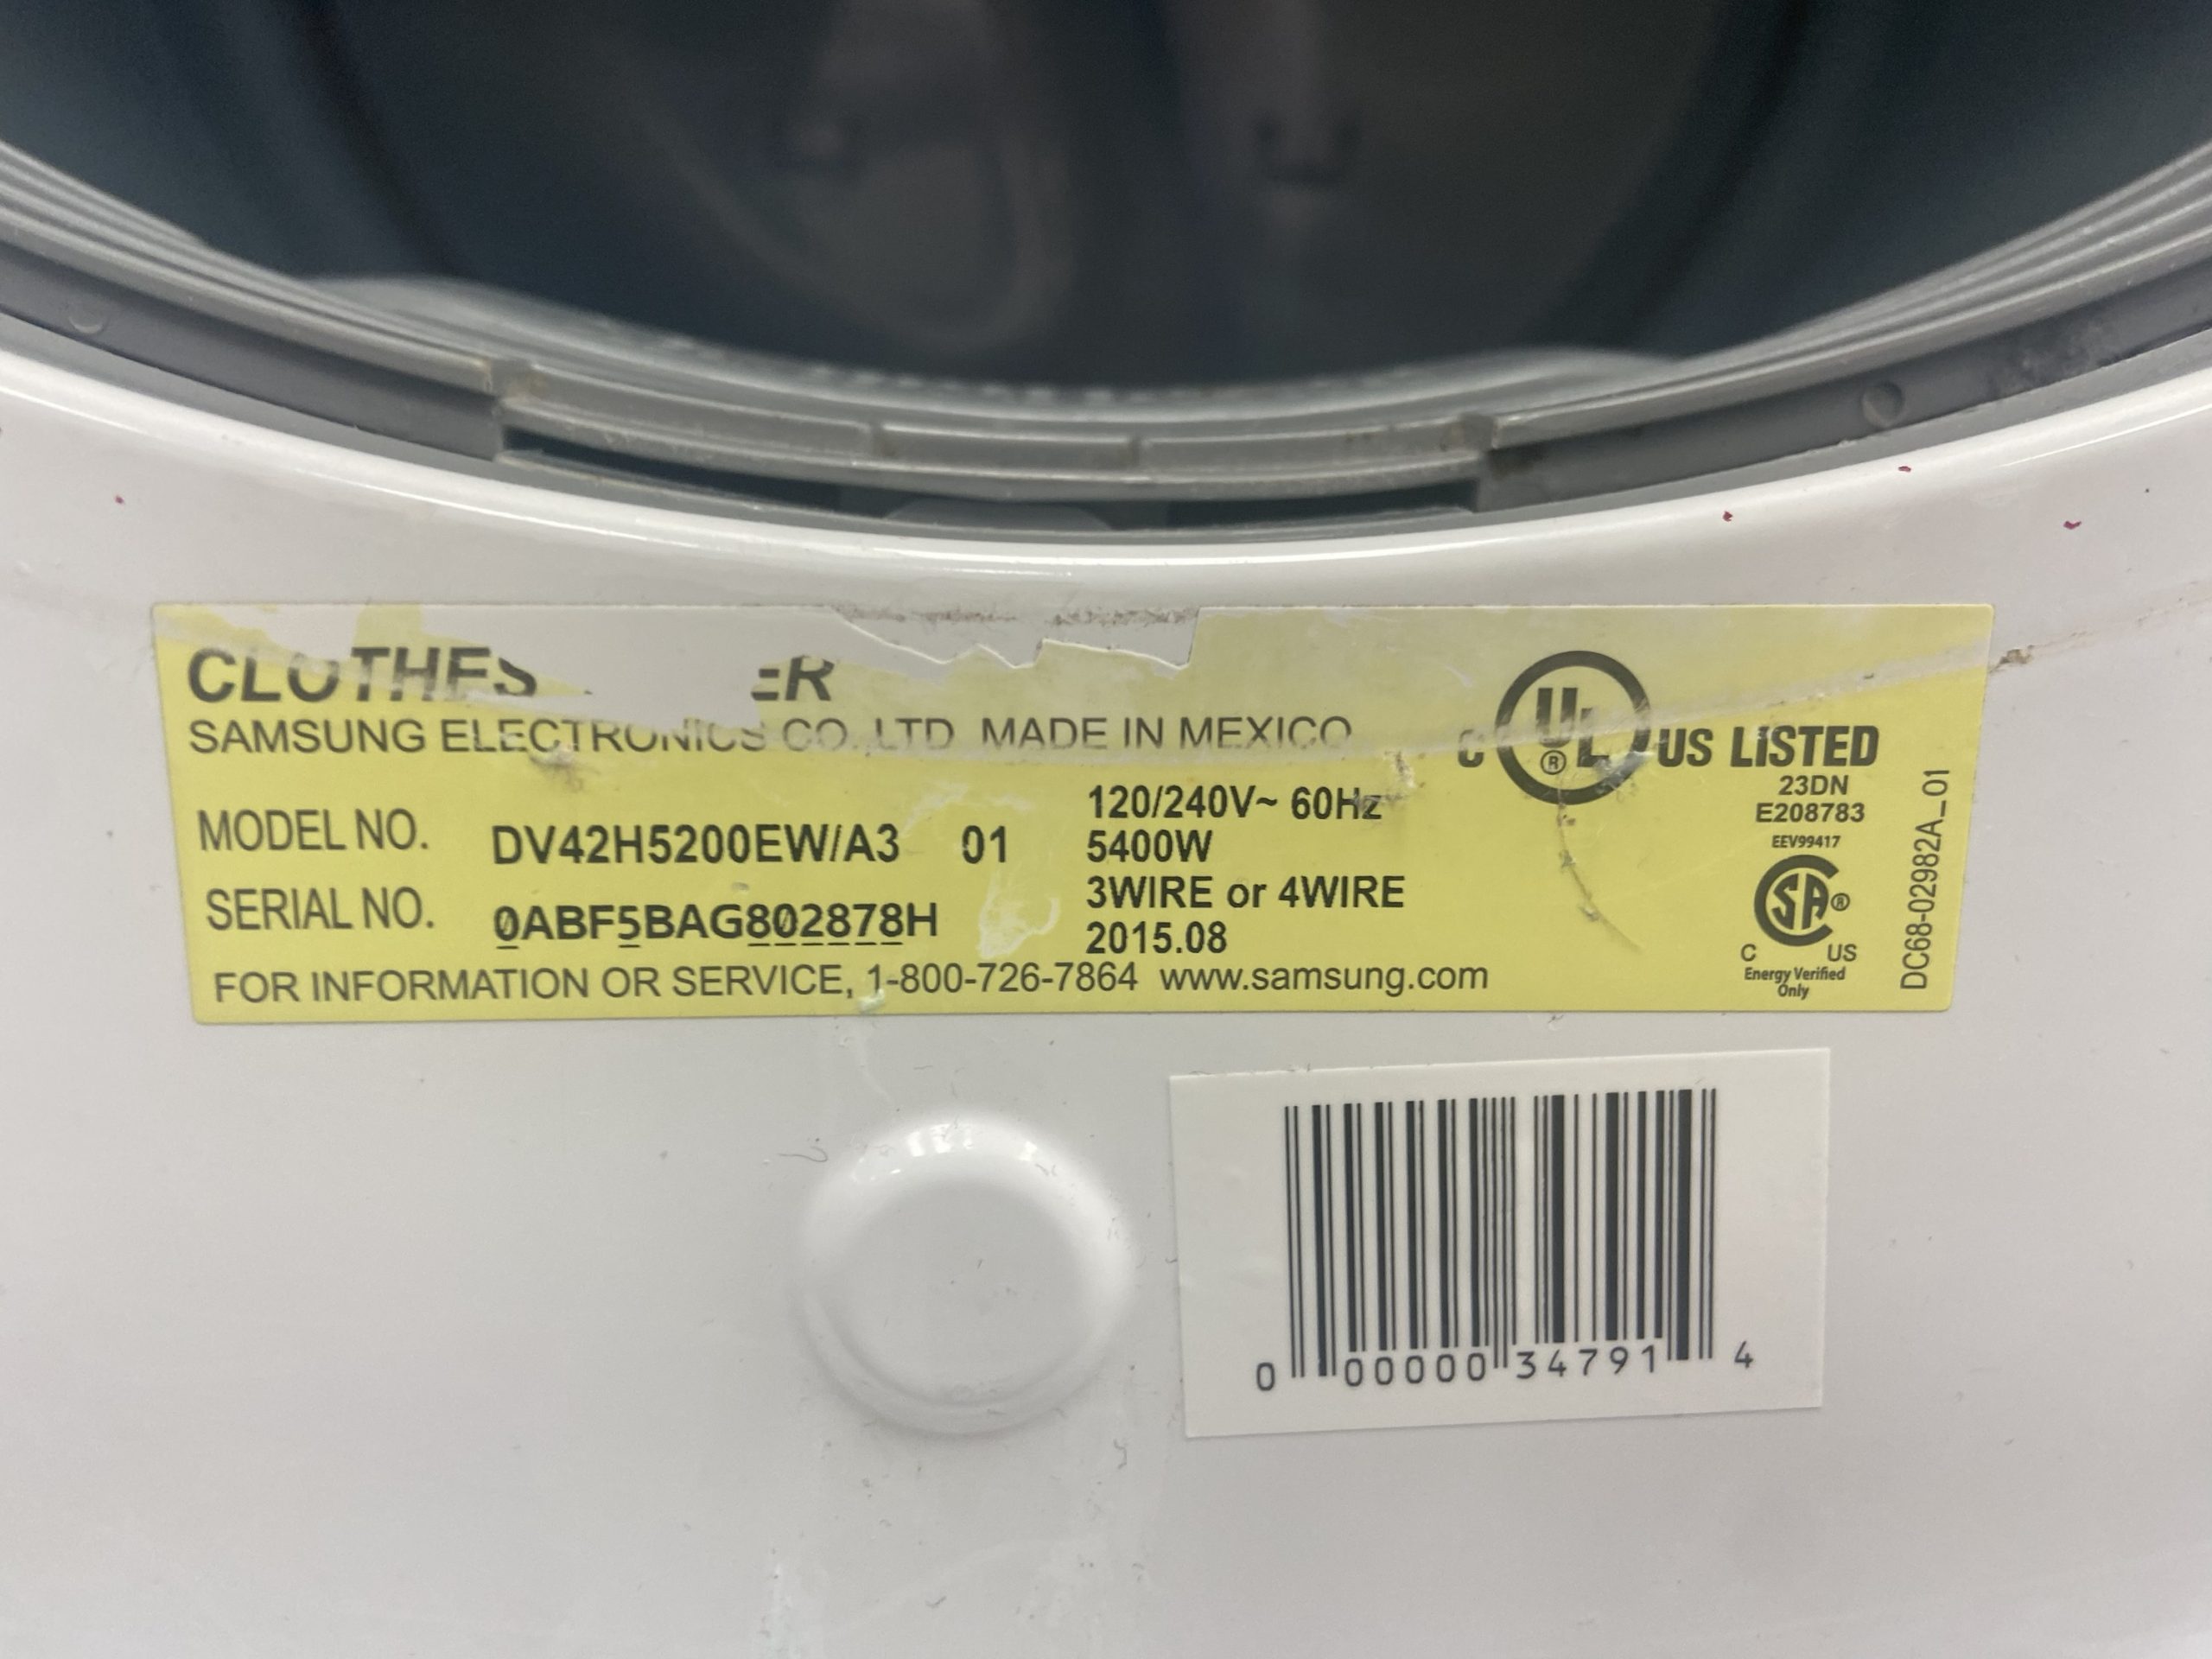 CLOTHES ER
SAMSUNG ELECTRONICS CO. LTD MADE IN MEXICO
MODEL NO. DV42H5200EW/A3 01
SERIAL NO. 0ABF5BAG802878H
120/240V~ 60Hz
5400W
3WIRE or 4WIRE
2015.08
FOR INFORMATION OR SERVICE, 1-800-726-7864 www.samsung.com
C UL ® US LISTED
23DN
E208783
EEV99417
SA ®
C US
Energy Verified
Only
DC68-02982A_01
0 00000 34791 4